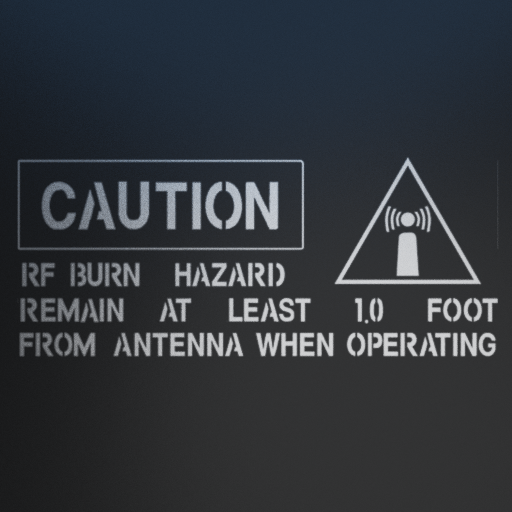 CAUTION
RF BURN HAZARD
REMAIN AT LEAST 1.0 FOOT
FROM ANTENNA WHEN OPERATING